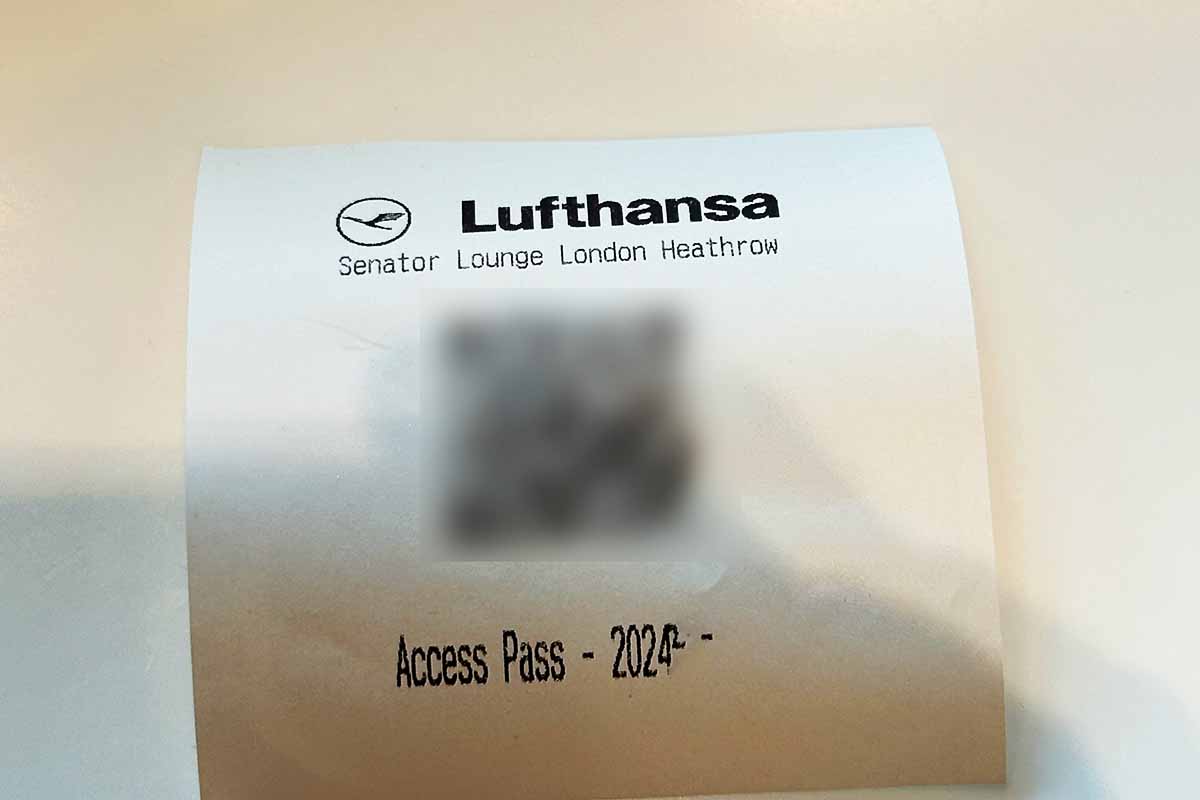 Lufthansa
Senator Lounge London Heathrow
Access Pass - 2024 -